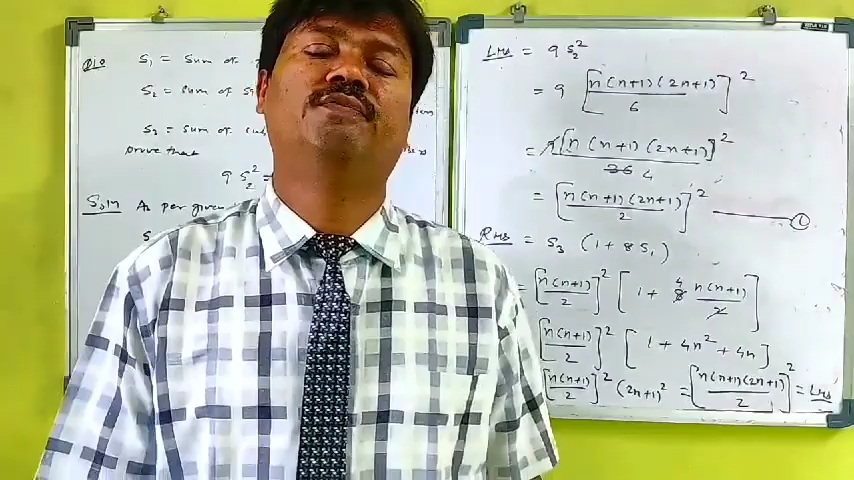 Q10 S₁ = Sum of
S₂ = Sum of
S₃ = Sum of cu
prove that
9 S₂² =
Soln As per given
S
LHS = 9 S₂²
= 9 [n(n+1)(2n+1)/6]²
= 9[n(n+1)(2n+1)]²/36 4
= [n(n+1)(2n+1)/2]² ——— ①
RHS = S₃ (1+8S₁)
= [n(n+1)/2]² [1 + 8 4 n(n+1)/2]
[n(n+1)/2]² [1+4n²+4n]
[n(n+1)/2]² (2n+1)² = [n(n+1)(2n+1)/2]² = LHS